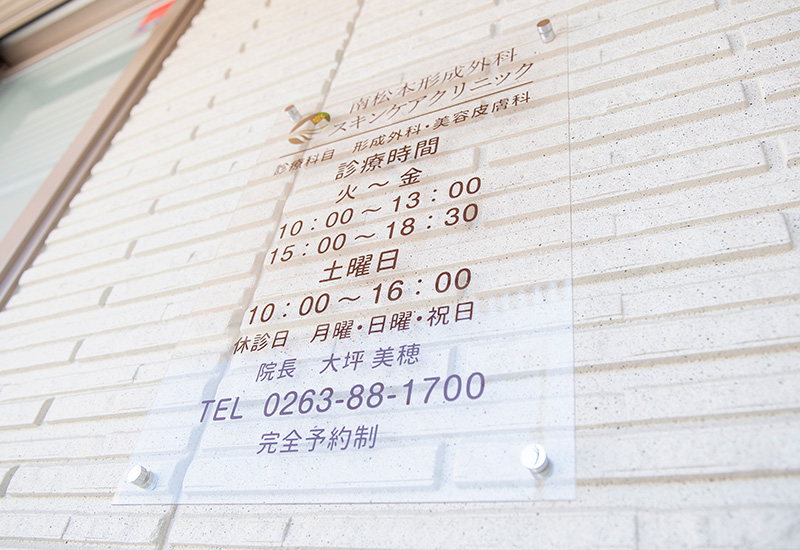 南松本形成外科
スキンケアクリニック
診療科目　形成外科・美容皮膚科
診療時間
火 ～ 金
10：00～13：00
15：00～18：30
土曜日
10：00～16：00
休診日　月曜・日曜・祝日
院長　大坪 美穂
TEL 0263-88-1700
完全予約制